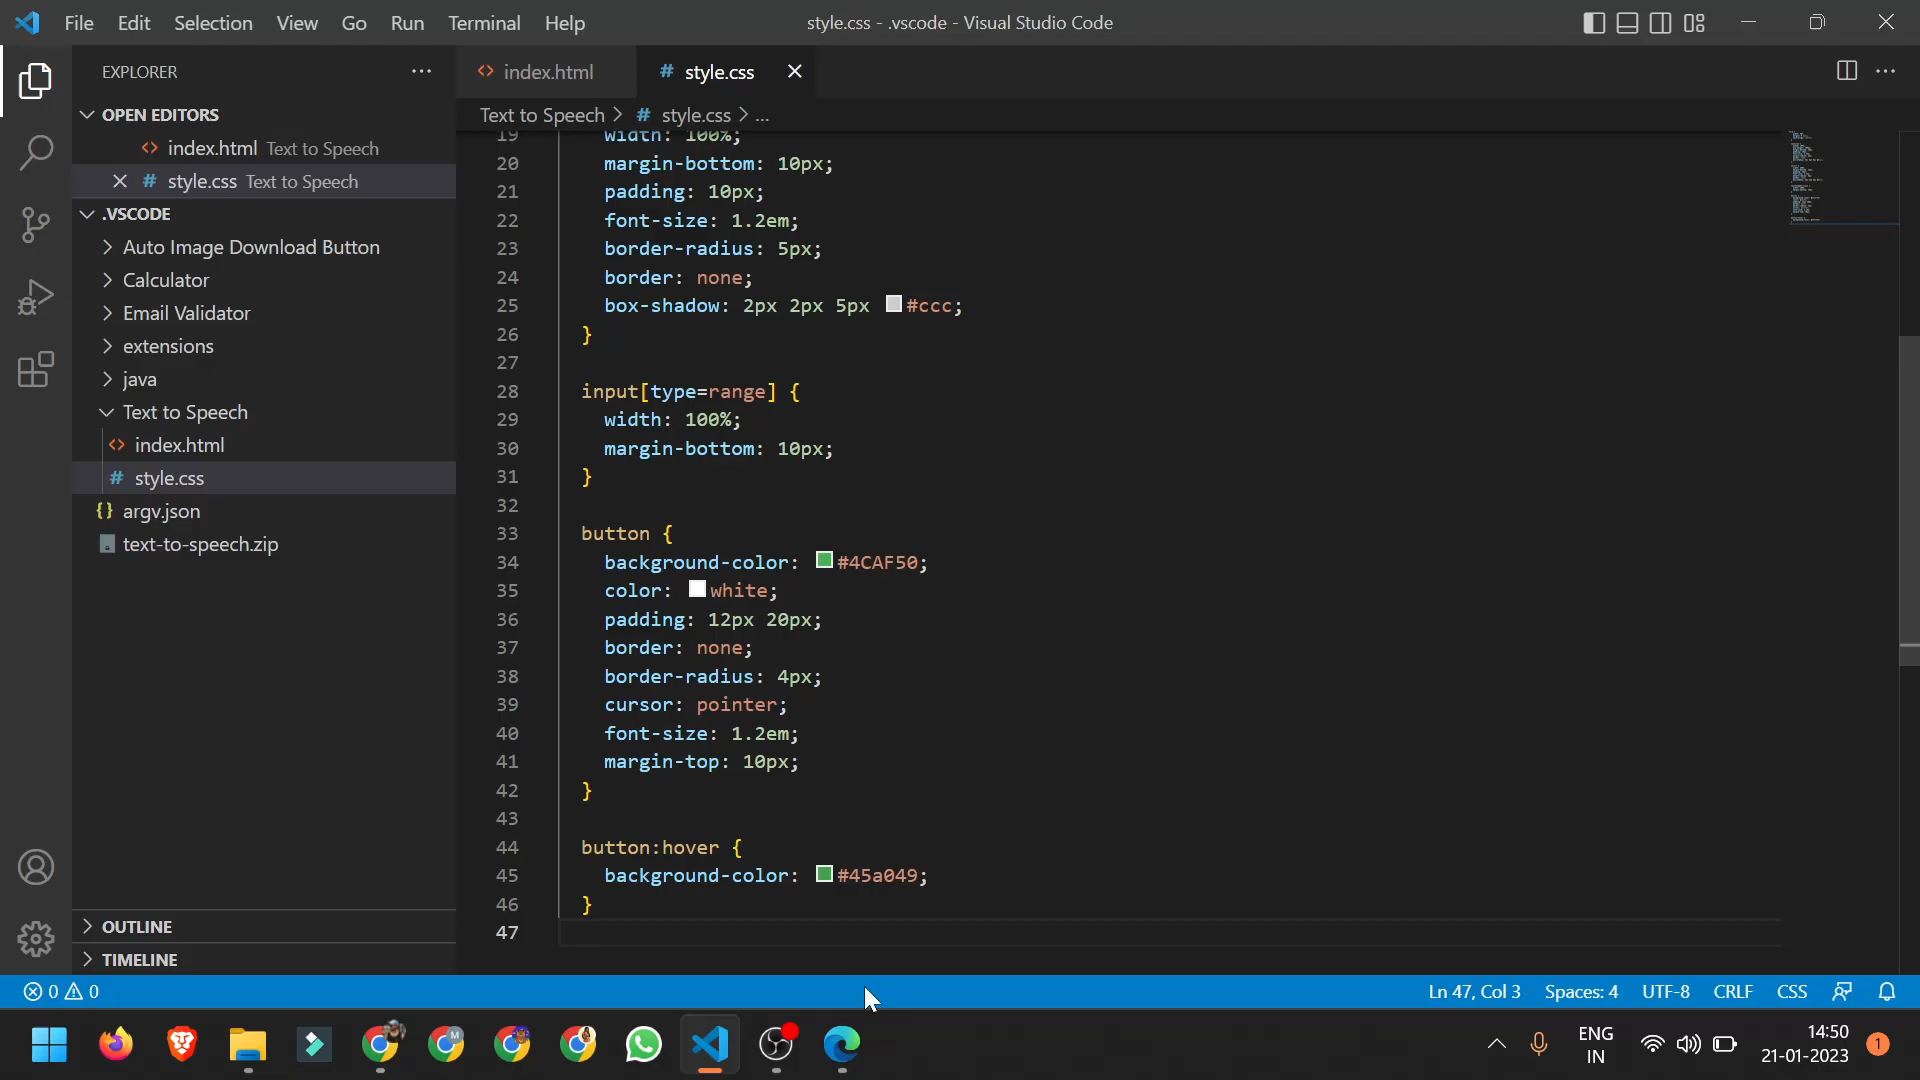 File Edit Selection View Go Run Terminal Help
style.css - .vscode - Visual Studio Code
EXPLORER
OPEN EDITORS
index.html Text to Speech
style.css Text to Speech
.VSCODE
Auto Image Download Button
Calculator
Email Validator
extensions
java
Text to Speech
index.html
# style.css
{} argv.json
text-to-speech.zip
OUTLINE
TIMELINE
index.html
# style.css
Text to Speech > # style.css > ...
19 width: 100%;
20 margin-bottom: 10px;
21 padding: 10px;
22 font-size: 1.2em;
23 border-radius: 5px;
24 border: none;
25 box-shadow: 2px 2px 5px #ccc;
26 }
27
28 input[type=range] {
29 width: 100%;
30 margin-bottom: 10px;
31 }
32
33 button {
34 background-color: #4CAF50;
35 color: white;
36 padding: 12px 20px;
37 border: none;
38 border-radius: 4px;
39 cursor: pointer;
40 font-size: 1.2em;
41 margin-top: 10px;
42 }
43
44 button:hover {
45 background-color: #45a049;
46 }
47
0 0
Ln 47, Col 3 Spaces: 4 UTF-8 CRLF CSS
M
ENG
IN
14:50
21-01-2023
1